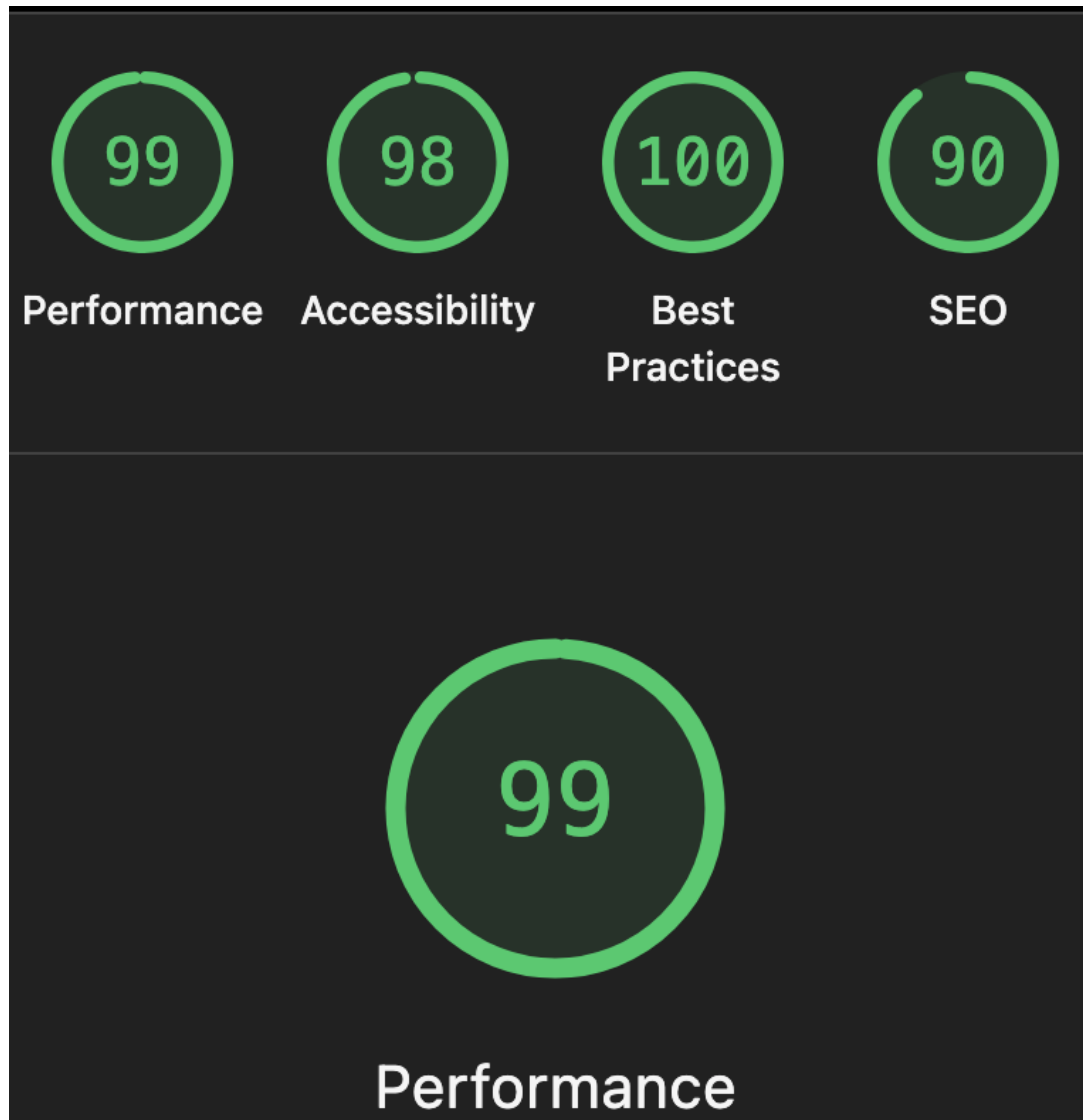 99
98
100
90
Performance
Accessibility
Best
Practices
SEO
99
Performance